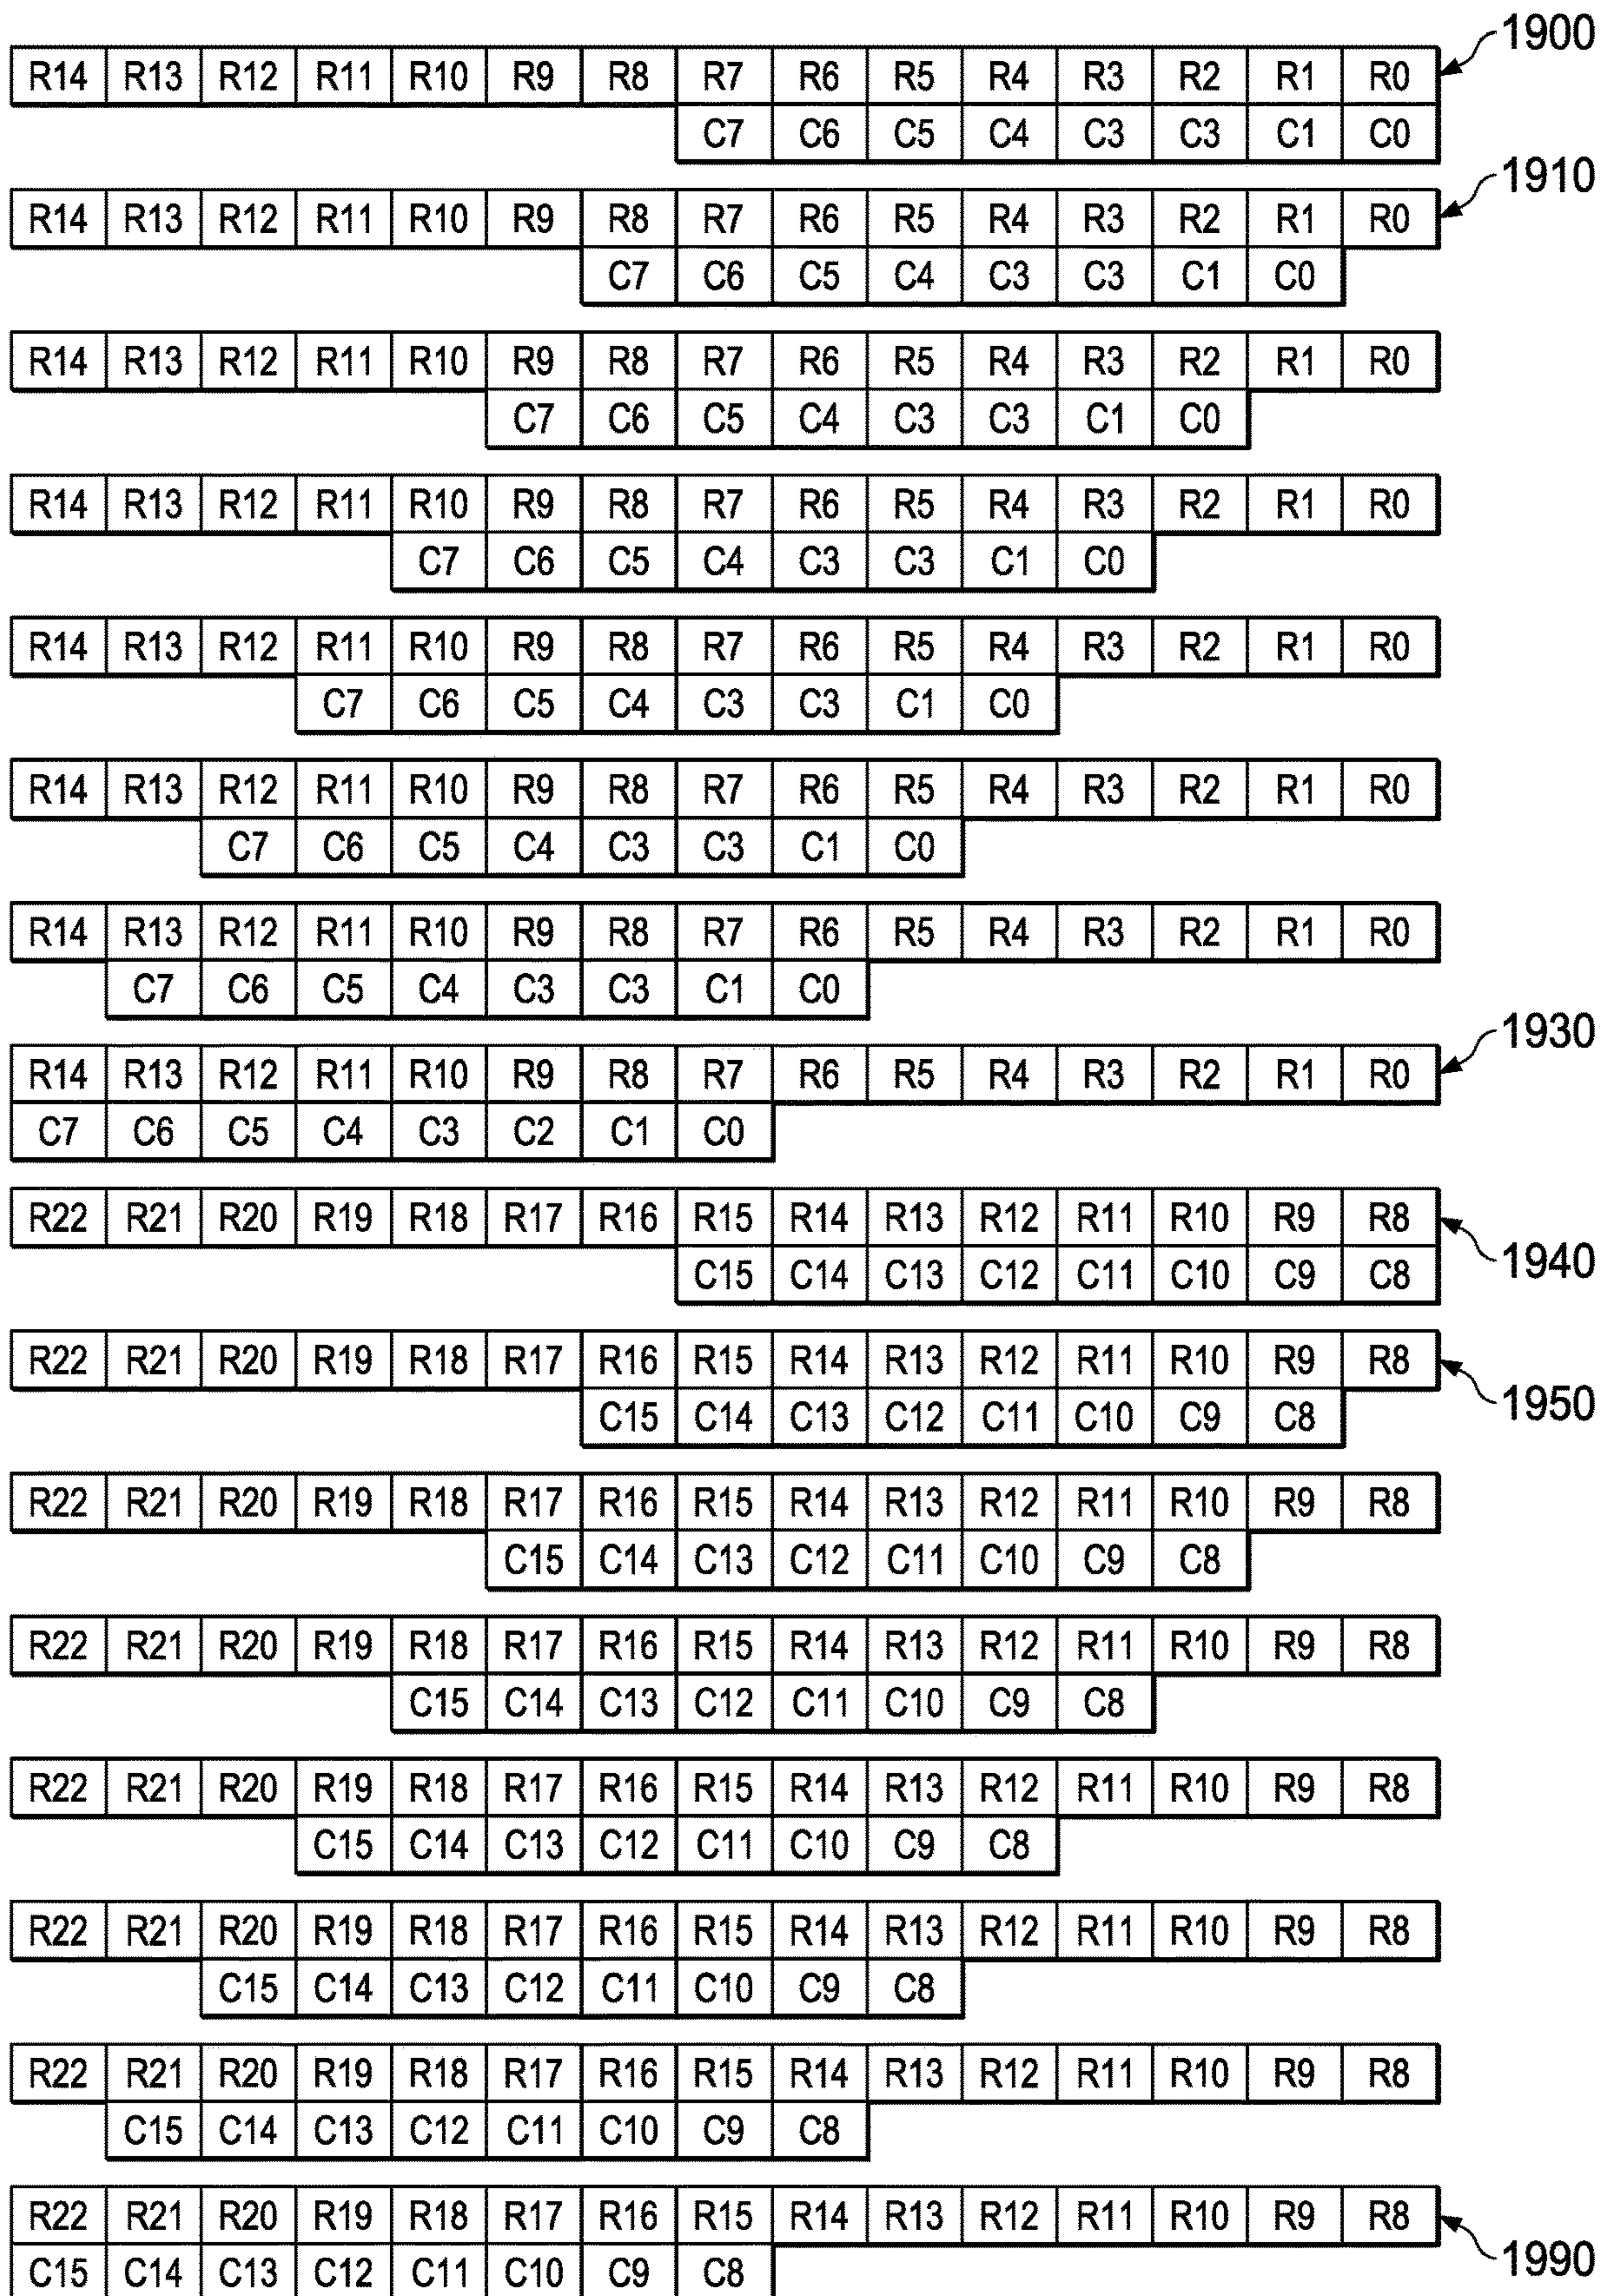 1900
R14 R13 R12 R11 R10 R9 R8 R7 R6 R5 R4 R3 R2 R1 R0
C7 C6 C5 C4 C3 C3 C1 C0
1910
R14 R13 R12 R11 R10 R9 R8 R7 R6 R5 R4 R3 R2 R1 R0
C7 C6 C5 C4 C3 C3 C1 C0
R14 R13 R12 R11 R10 R9 R8 R7 R6 R5 R4 R3 R2 R1 R0
C7 C6 C5 C4 C3 C3 C1 C0
R14 R13 R12 R11 R10 R9 R8 R7 R6 R5 R4 R3 R2 R1 R0
C7 C6 C5 C4 C3 C3 C1 C0
R14 R13 R12 R11 R10 R9 R8 R7 R6 R5 R4 R3 R2 R1 R0
C7 C6 C5 C4 C3 C3 C1 C0
R14 R13 R12 R11 R10 R9 R8 R7 R6 R5 R4 R3 R2 R1 R0
C7 C6 C5 C4 C3 C3 C1 C0
R14 R13 R12 R11 R10 R9 R8 R7 R6 R5 R4 R3 R2 R1 R0
C7 C6 C5 C4 C3 C3 C1 C0
1930
R14 R13 R12 R11 R10 R9 R8 R7 R6 R5 R4 R3 R2 R1 R0
C7 C6 C5 C4 C3 C2 C1 C0
R22 R21 R20 R19 R18 R17 R16 R15 R14 R13 R12 R11 R10 R9 R8
1940
C15 C14 C13 C12 C11 C10 C9 C8
R22 R21 R20 R19 R18 R17 R16 R15 R14 R13 R12 R11 R10 R9 R8
1950
C15 C14 C13 C12 C11 C10 C9 C8
R22 R21 R20 R19 R18 R17 R16 R15 R14 R13 R12 R11 R10 R9 R8
C15 C14 C13 C12 C11 C10 C9 C8
R22 R21 R20 R19 R18 R17 R16 R15 R14 R13 R12 R11 R10 R9 R8
C15 C14 C13 C12 C11 C10 C9 C8
R22 R21 R20 R19 R18 R17 R16 R15 R14 R13 R12 R11 R10 R9 R8
C15 C14 C13 C12 C11 C10 C9 C8
R22 R21 R20 R19 R18 R17 R16 R15 R14 R13 R12 R11 R10 R9 R8
C15 C14 C13 C12 C11 C10 C9 C8
R22 R21 R20 R19 R18 R17 R16 R15 R14 R13 R12 R11 R10 R9 R8
C15 C14 C13 C12 C11 C10 C9 C8
R22 R21 R20 R19 R18 R17 R16 R15 R14 R13 R12 R11 R10 R9 R8
1990
C15 C14 C13 C12 C11 C10 C9 C8